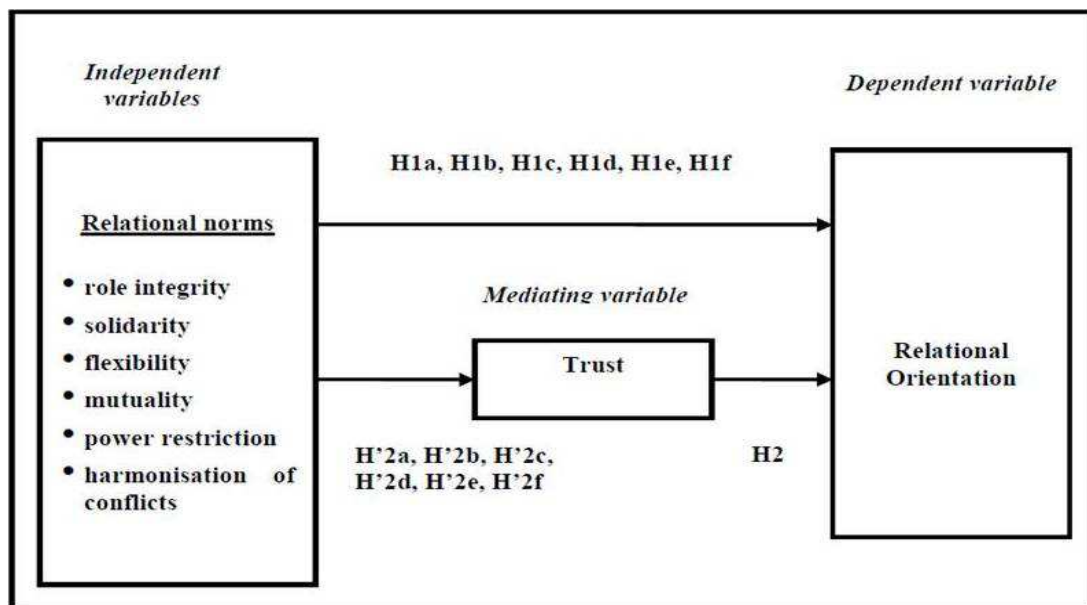 Independent
variables
Dependent variable
H1a, H1b, H1c, H1d, H1e, H1f
Relational norms
• role integrity
• solidarity
• flexibility
• mutuality
• power restriction
• harmonisation of
conflicts
Mediating variable
Trust
H’2a, H’2b, H’2c,
H’2d, H’2e, H’2f
H2
Relational
Orientation